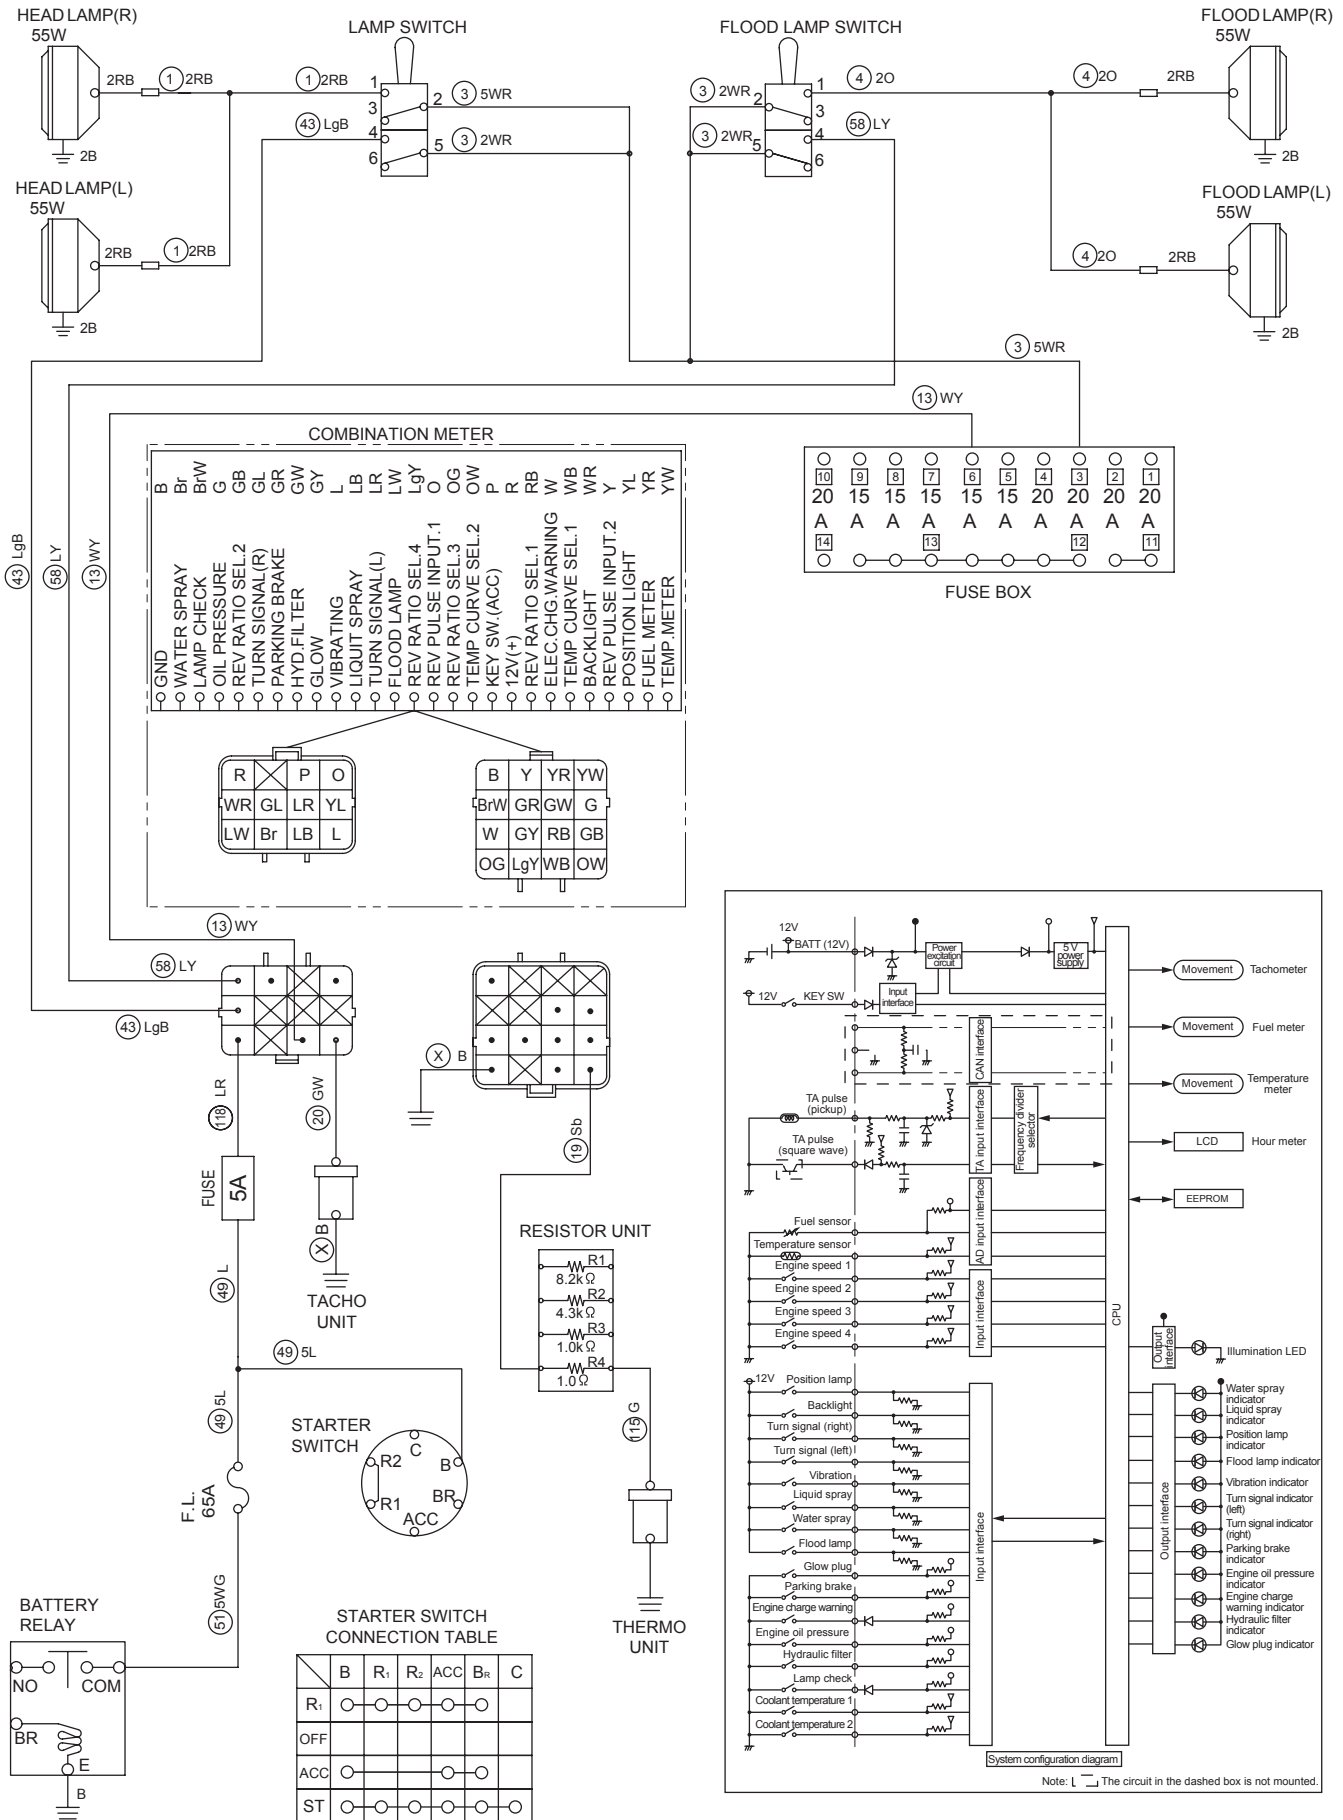 HEAD LAMP(R)
55W
LAMP SWITCH
FLOOD LAMP SWITCH
FLOOD LAMP(R)
55W
2RB
1 2RB
1 2RB
1
2
3
4
5
6
3 5WR
3 2WR
43 LgB
3 2WR
3 2WR
1
2
3
4
5
6
4 2O
58 LY
4 2O
2RB
2B
2B
HEAD LAMP(L)
55W
2RB
1 2RB
2B
FLOOD LAMP(L)
55W
4 2O
2RB
2B
3 5WR
13 WY
43 LgB
58 LY
13 WY
COMBINATION METER
B
Br
BrW
G
GB
GL
GR
GW
GY
L
LB
LR
LW
LgY
O
OG
OW
P
R
RB
W
WB
WR
Y
YL
YR
YW
GND
WATER SPRAY
LAMP CHECK
OIL PRESSURE
REV RATIO SEL.2
TURN SIGNAL(R)
PARKING BRAKE
HYD.FILTER
GLOW
VIBRATING
LIQUIT SPRAY
TURN SIGNAL(L)
FLOOD LAMP
REV RATIO SEL.4
REV PULSE INPUT.1
REV RATIO SEL.3
TEMP CURVE SEL.2
KEY SW.(ACC)
12V(+)
REV RATIO SEL.1
ELEC.CHG.WARNING
TEMP CURVE SEL.1
BACKLIGHT
REV PULSE INPUT.2
POSITION LIGHT
FUEL METER
TEMP.METER
10 9 8 7 6 5 4 3 2 1
20 15 15 15 15 15 20 20 20 20
A A A A A A A A A A
14 13 12 11
FUSE BOX
R P O
WR GL LR YL
LW Br LB L
B Y YR YW
BrW GR GW G
W GY RB GB
OG LgY WB OW
13 WY
58 LY
43 LgB
X B
118 LR
20 GW
19 Sb
FUSE
5A
X B
TACHO
UNIT
49 L
49 5L
49 5L
RESISTOR UNIT
R1
8.2kΩ
R2
4.3kΩ
R3
1.0kΩ
R4
1.0Ω
115 G
THERMO
UNIT
STARTER
SWITCH
C
R2
B
R1
BR
ACC
F.L.
65A
51 5WG
BATTERY
RELAY
NO
COM
BR
E
B
STARTER SWITCH
CONNECTION TABLE
B R1 R2 ACC BR C
R1
OFF
ACC
ST
12V
BATT (12V)
Power
excitation
circuit
5 V
power
supply
12V
KEY SW
Input
interface
CAN interface
TA pulse
(pickup)
TA pulse
(square wave)
TA input interface
Frequency divider
selector
Fuel sensor
Temperature sensor
AD input interface
Engine speed 1
Engine speed 2
Engine speed 3
Engine speed 4
Input interface
CPU
Movement Tachometer
Movement Fuel meter
Movement Temperature
meter
LCD Hour meter
EEPROM
Output
interface
Illumination LED
12V
Position lamp
Backlight
Turn signal (right)
Turn signal (left)
Vibration
Liquid spray
Water spray
Flood lamp
Glow plug
Parking brake
Engine charge warning
Engine oil pressure
Hydraulic filter
Lamp check
Coolant temperature 1
Coolant temperature 2
Input interface
Output interface
Water spray
indicator
Liquid spray
indicator
Position lamp
indicator
Flood lamp indicator
Vibration indicator
Turn signal indicator
(left)
Turn signal indicator
(right)
Parking brake
indicator
Engine oil pressure
indicator
Engine charge
warning indicator
Hydraulic filter
indicator
Glow plug indicator
System configuration diagram
Note: The circuit in the dashed box is not mounted.